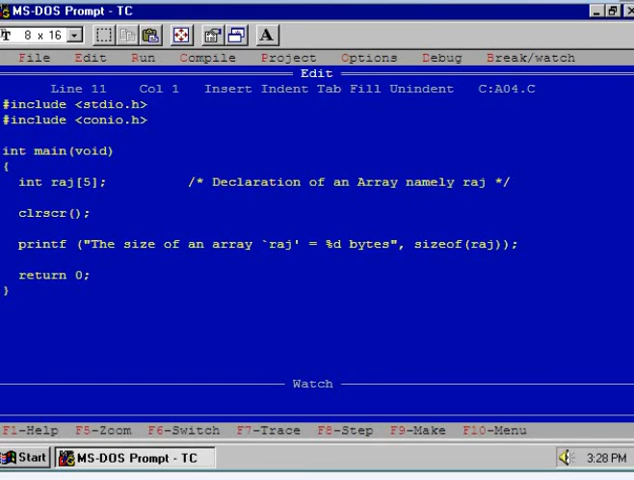 MS-DOS Prompt - TC
8 x 16 A
File Edit Run Compile Project Options Debug Break/watch
Edit
Line 11 Col 1 Insert Indent Tab Fill Unindent C:A04.C
#include <stdio.h>
#include <conio.h>
int main(void)
{
int raj[5]; /* Declaration of an Array namely raj */
clrscr();
printf ("The size of an array `raj' = %d bytes", sizeof(raj));
return 0;
}
Watch
F1-Help F5-Zoom F6-Switch F7-Trace F8-Step F9-Make F10-Menu
Start MS-DOS Prompt - TC 3:28 PM